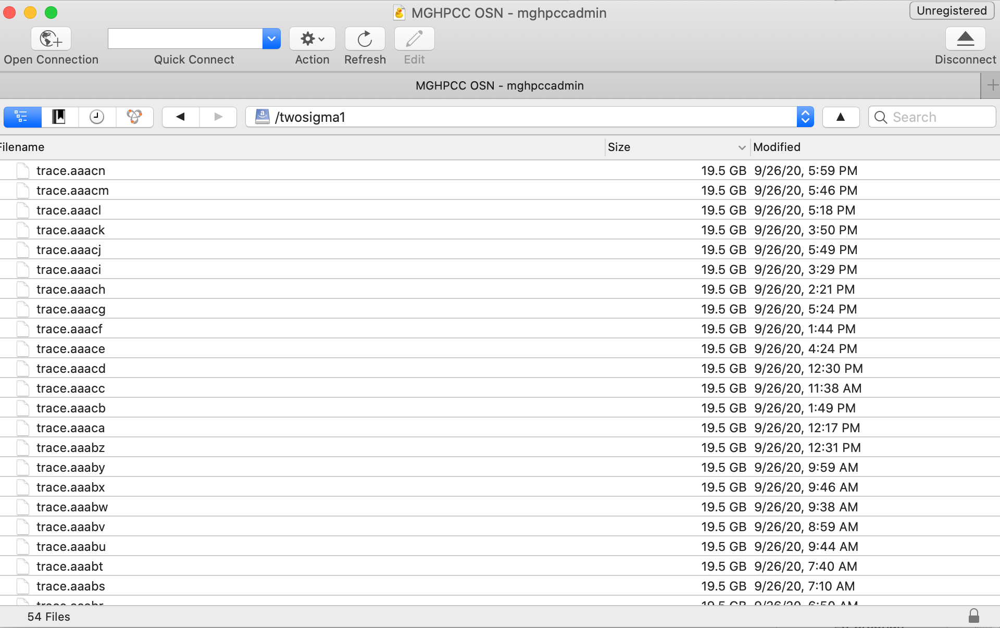 MGHPCC OSN - mghpccadmin
Unregistered
Open Connection
Quick Connect
Action
Refresh
Edit
Disconnect
MGHPCC OSN - mghpccadmin
/twosigma1
Search
Filename Size Modified
trace.aaacn 19.5 GB 9/26/20, 5:59 PM
trace.aaacm 19.5 GB 9/26/20, 5:46 PM
trace.aaacl 19.5 GB 9/26/20, 5:18 PM
trace.aaack 19.5 GB 9/26/20, 3:50 PM
trace.aaacj 19.5 GB 9/26/20, 5:49 PM
trace.aaaci 19.5 GB 9/26/20, 3:29 PM
trace.aaach 19.5 GB 9/26/20, 2:21 PM
trace.aaacg 19.5 GB 9/26/20, 5:24 PM
trace.aaacf 19.5 GB 9/26/20, 1:44 PM
trace.aaace 19.5 GB 9/26/20, 4:24 PM
trace.aaacd 19.5 GB 9/26/20, 12:30 PM
trace.aaacc 19.5 GB 9/26/20, 11:38 AM
trace.aaacb 19.5 GB 9/26/20, 1:49 PM
trace.aaaca 19.5 GB 9/26/20, 12:17 PM
trace.aaabz 19.5 GB 9/26/20, 12:31 PM
trace.aaaby 19.5 GB 9/26/20, 9:59 AM
trace.aaabx 19.5 GB 9/26/20, 9:46 AM
trace.aaabw 19.5 GB 9/26/20, 9:38 AM
trace.aaabv 19.5 GB 9/26/20, 8:59 AM
trace.aaabu 19.5 GB 9/26/20, 9:44 AM
trace.aaabt 19.5 GB 9/26/20, 7:40 AM
trace.aaabs 19.5 GB 9/26/20, 7:10 AM
trace.aaabr 19.5 GB 9/26/20, 6:50 AM
54 Files